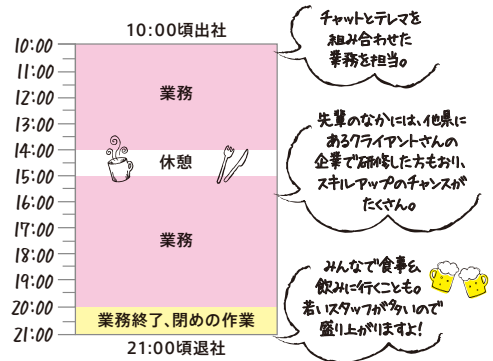 10:00頃出社
10:00
11:00
12:00
13:00
14:00
15:00
16:00
17:00
18:00
19:00
20:00
21:00
業務
休憩
業務
業務終了、閉めの作業
21:00頃退社
チャットとテレマを
組み合わせた
業務を担当。
先輩のなかには、他県に
あるクライアントさんの
企業で研修した方もおり、
スキルアップのチャンスが
たくさん。
みんなで食事や
飲みに行くことも。
若いスタッフが多いので
盛り上がりますよ!